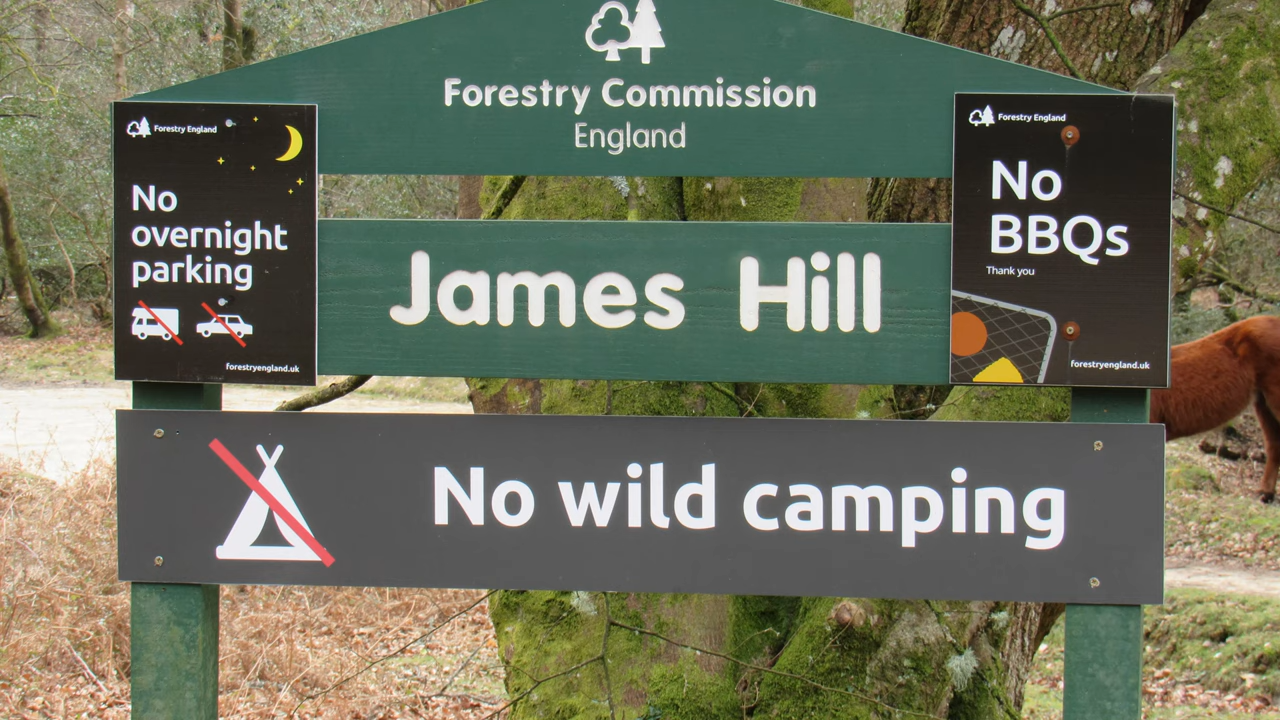 Forestry Commission
England
Forestry England
No
overnight
parking
forestryengland.uk
James Hill
Forestry England
No
BBQs
Thank you
forestryengland.uk
No wild camping